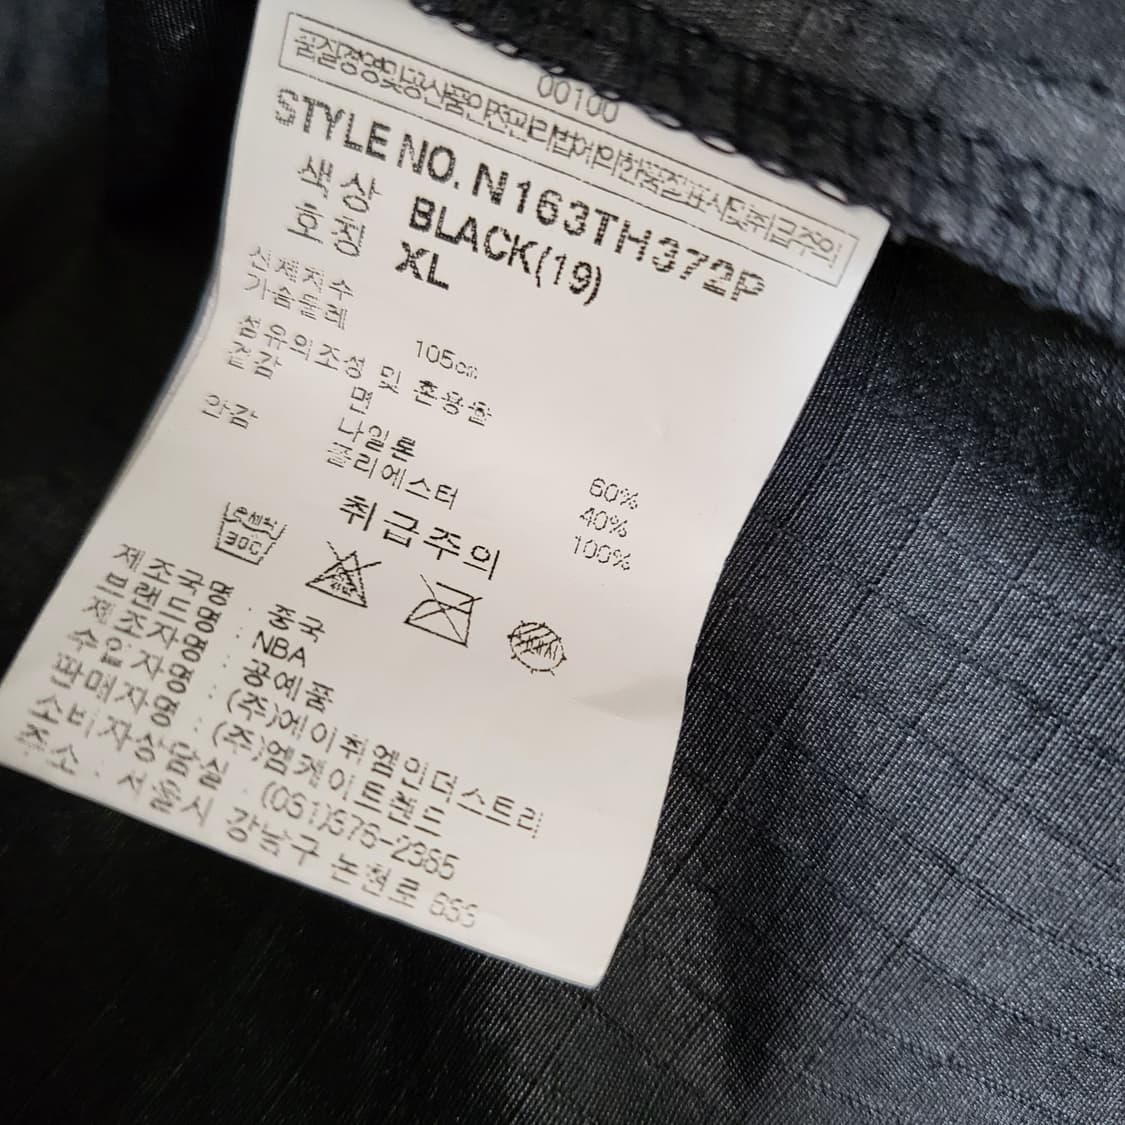 00100
품질경영및공산품안전관리법에의한품질표시및취급주의
STYLE NO. N163TH372P
색상 BLACK(19)
호칭 XL
신체치수
가슴둘레 105cm
섬유의조성 및 혼용율
겉감 면 60%
나일론 40%
안감 폴리에스터 100%
취급주의
손세탁 30C
제조국명 : 중국
브랜드명 : NBA
제조자명 : 공예품
수입자명 : (주)에이취엠인더스트리
판매자명 : (주)엠케이트렌드
소비자상담실 : (031)576-2365
주소 : 서울시 강남구 논현로 633